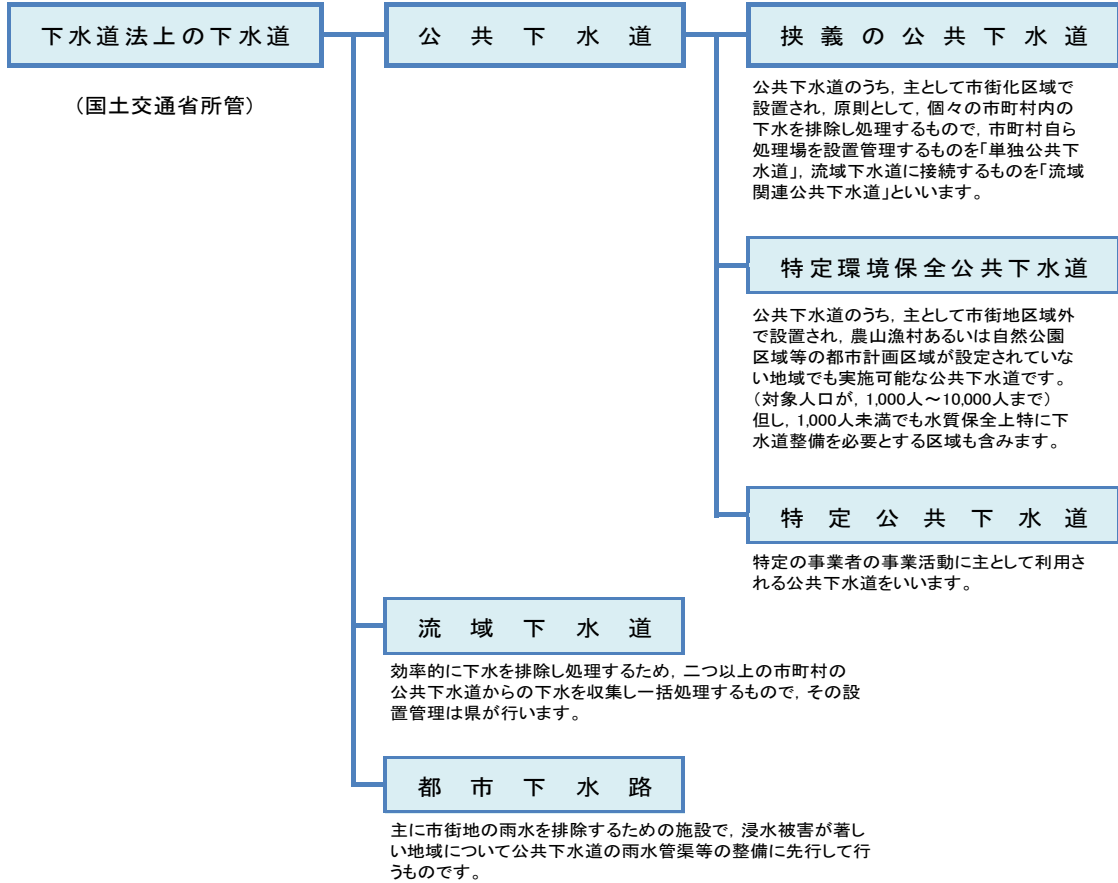 下水道法上の下水道
(国土交通省所管)
公共下水道
挟義の公共下水道
公共下水道のうち，主として市街化区域で
設置され，原則として，個々の市町村内の
下水を排除し処理するもので，市町村自ら
処理場を設置管理するものを「単独公共下
水道」，流域下水道に接続するものを「流域
関連公共下水道」といいます。
特定環境保全公共下水道
公共下水道のうち，主として市街地区域外
で設置され，農山漁村あるいは自然公園
区域等の都市計画区域が設定されていな
い地域でも実施可能な公共下水道です。
（対象人口が，1,000人～10,000人まで）
但し，1,000人未満でも水質保全上特に下
水道整備を必要とする区域も含みます。
特定公共下水道
特定の事業者の事業活動に主として利用さ
れる公共下水道をいいます。
流域下水道
効率的に下水を排除し処理するため，二つ以上の市町村の
公共下水道からの下水を収集し一括処理するもので，その設
置管理は県が行います。
都市下水路
主に市街地の雨水を排除するための施設で，浸水被害が著し
い地域について公共下水道の雨水管渠等の整備に先行して行
うものです。